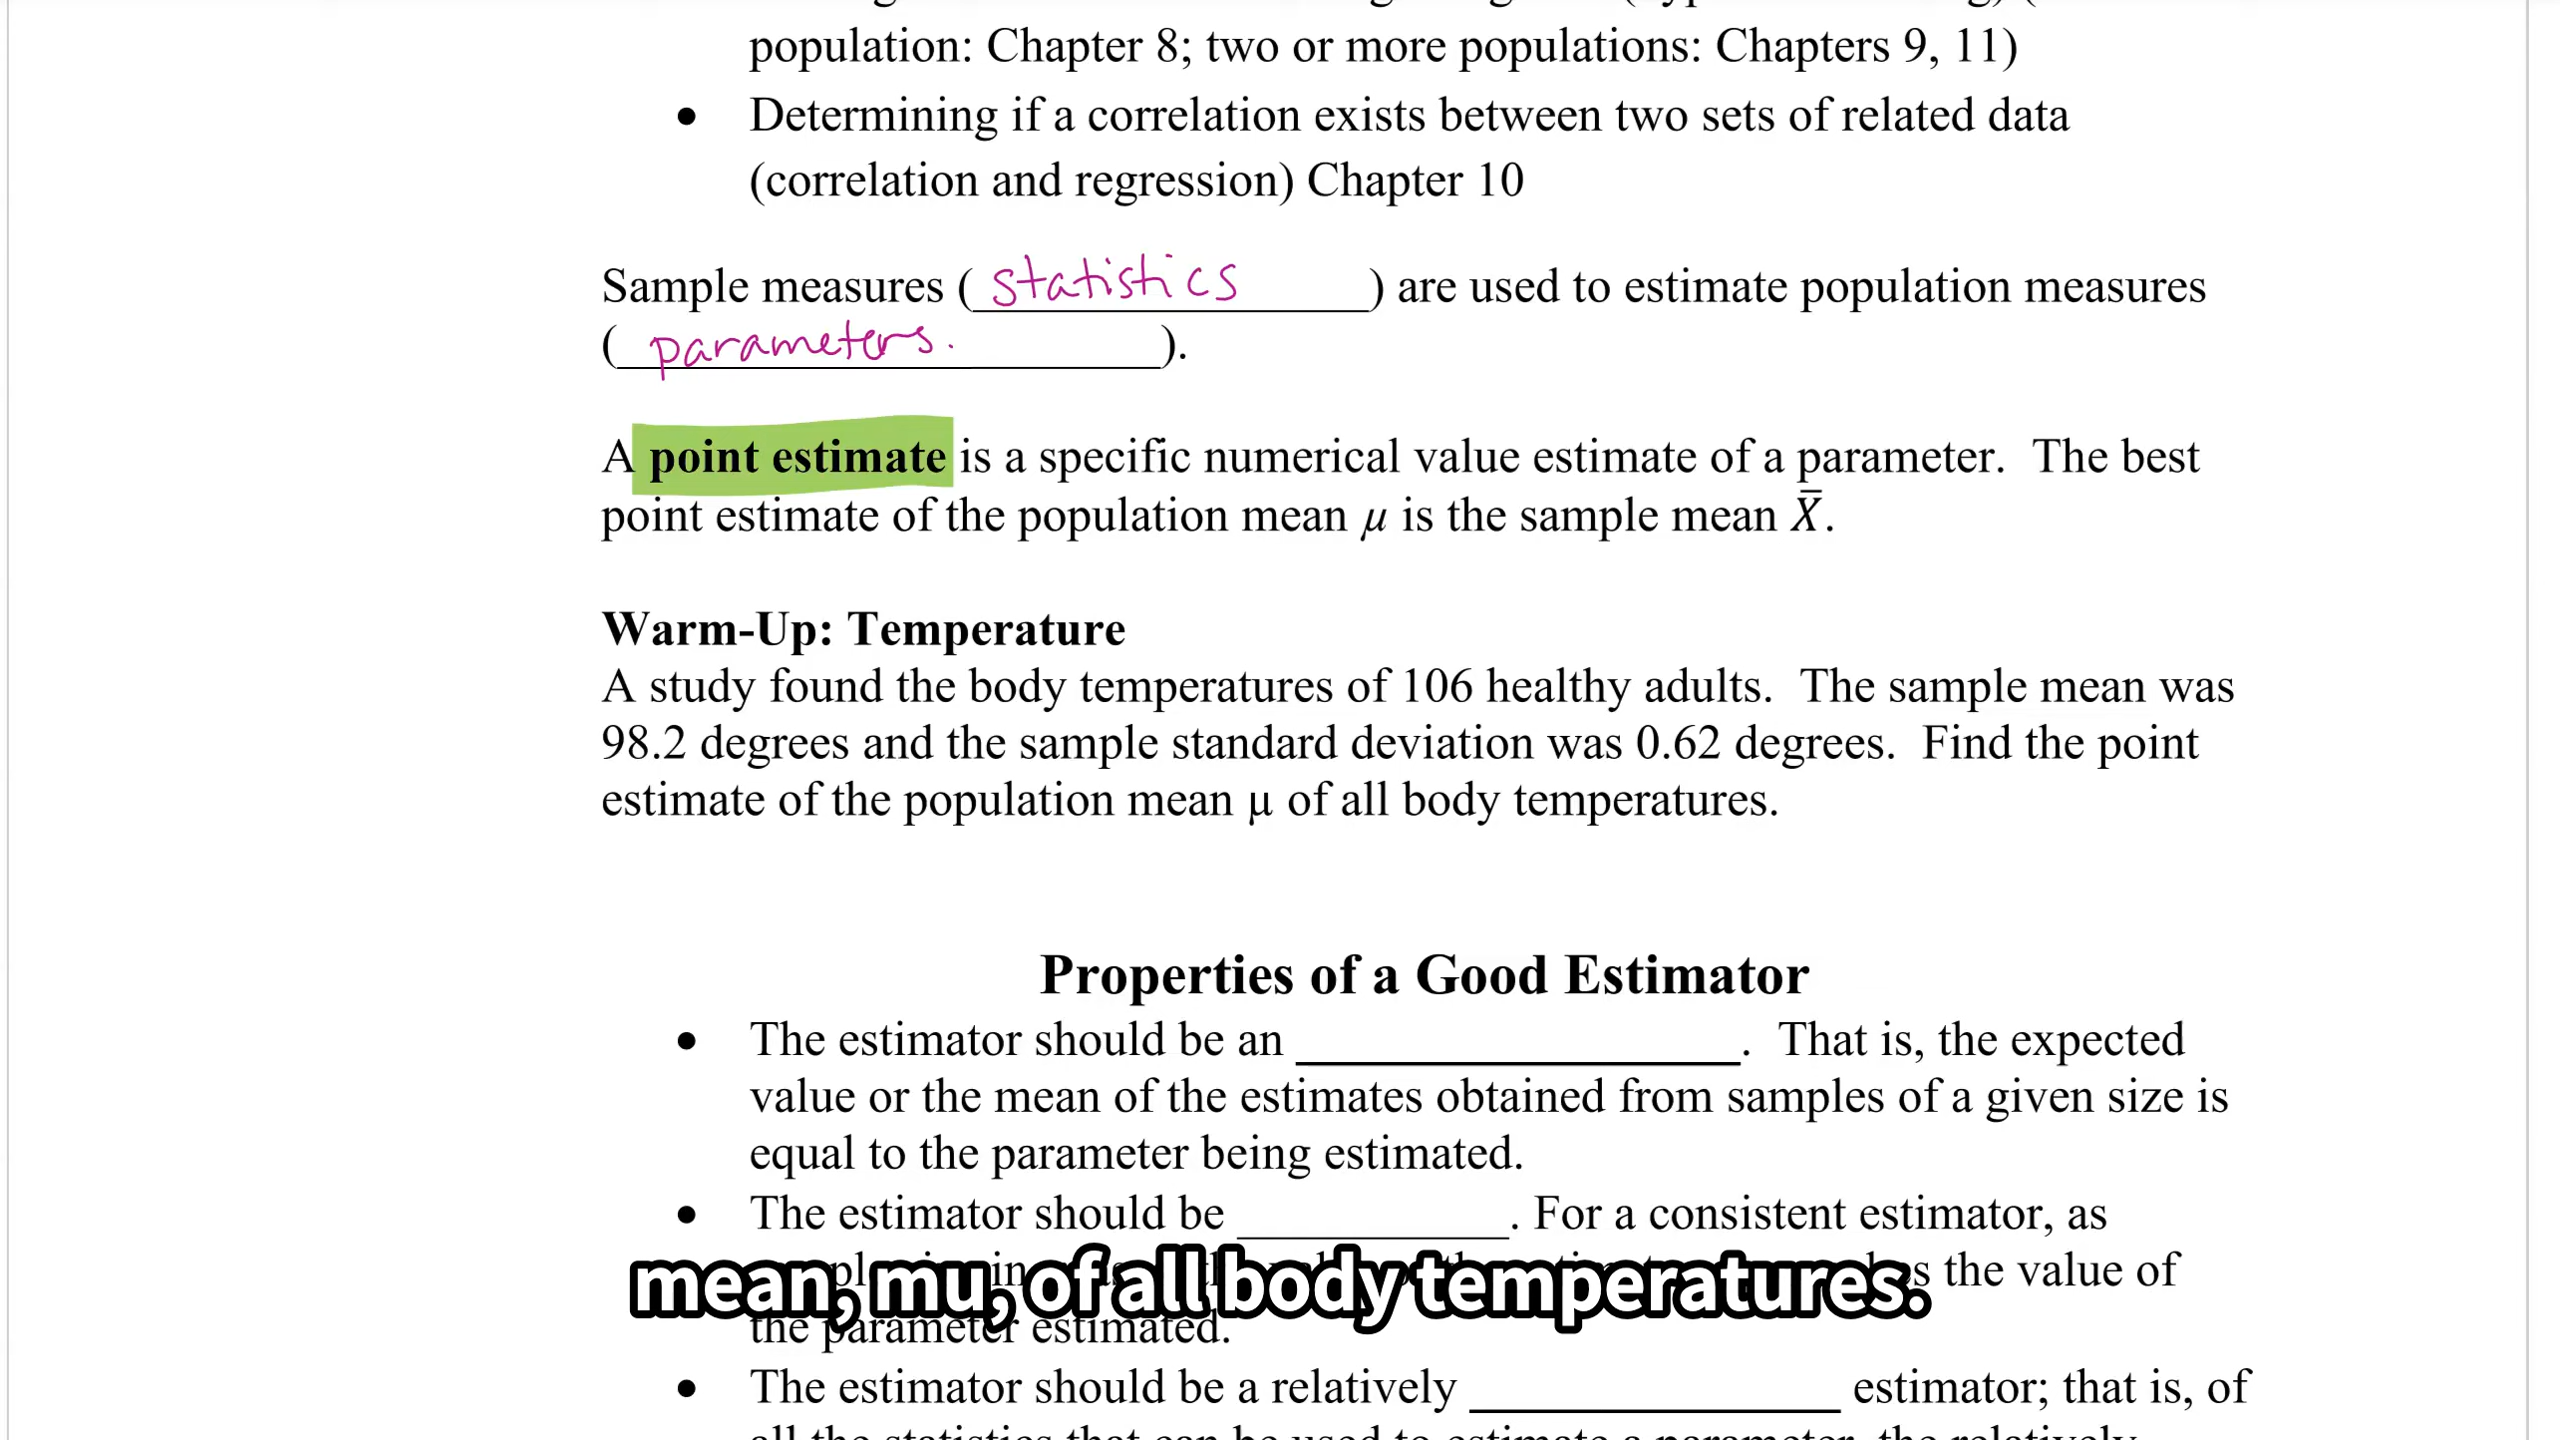 population: Chapter 8; two or more populations: Chapters 9, 11)
• Determining if a correlation exists between two sets of related data
(correlation and regression) Chapter 10
Sample measures ( statistics ) are used to estimate population measures
( parameters. ).
A point estimate is a specific numerical value estimate of a parameter. The best
point estimate of the population mean μ is the sample mean X̄.
Warm-Up: Temperature
A study found the body temperatures of 106 healthy adults. The sample mean was
98.2 degrees and the sample standard deviation was 0.62 degrees. Find the point
estimate of the population mean µ of all body temperatures.
Properties of a Good Estimator
• The estimator should be an ________________. That is, the expected
value or the mean of the estimates obtained from samples of a given size is
equal to the parameter being estimated.
• The estimator should be __________. For a consistent estimator, as
the value of
mean, mu, of all body temperatures.
the parameter estimated.
• The estimator should be a relatively ______________ estimator; that is, of